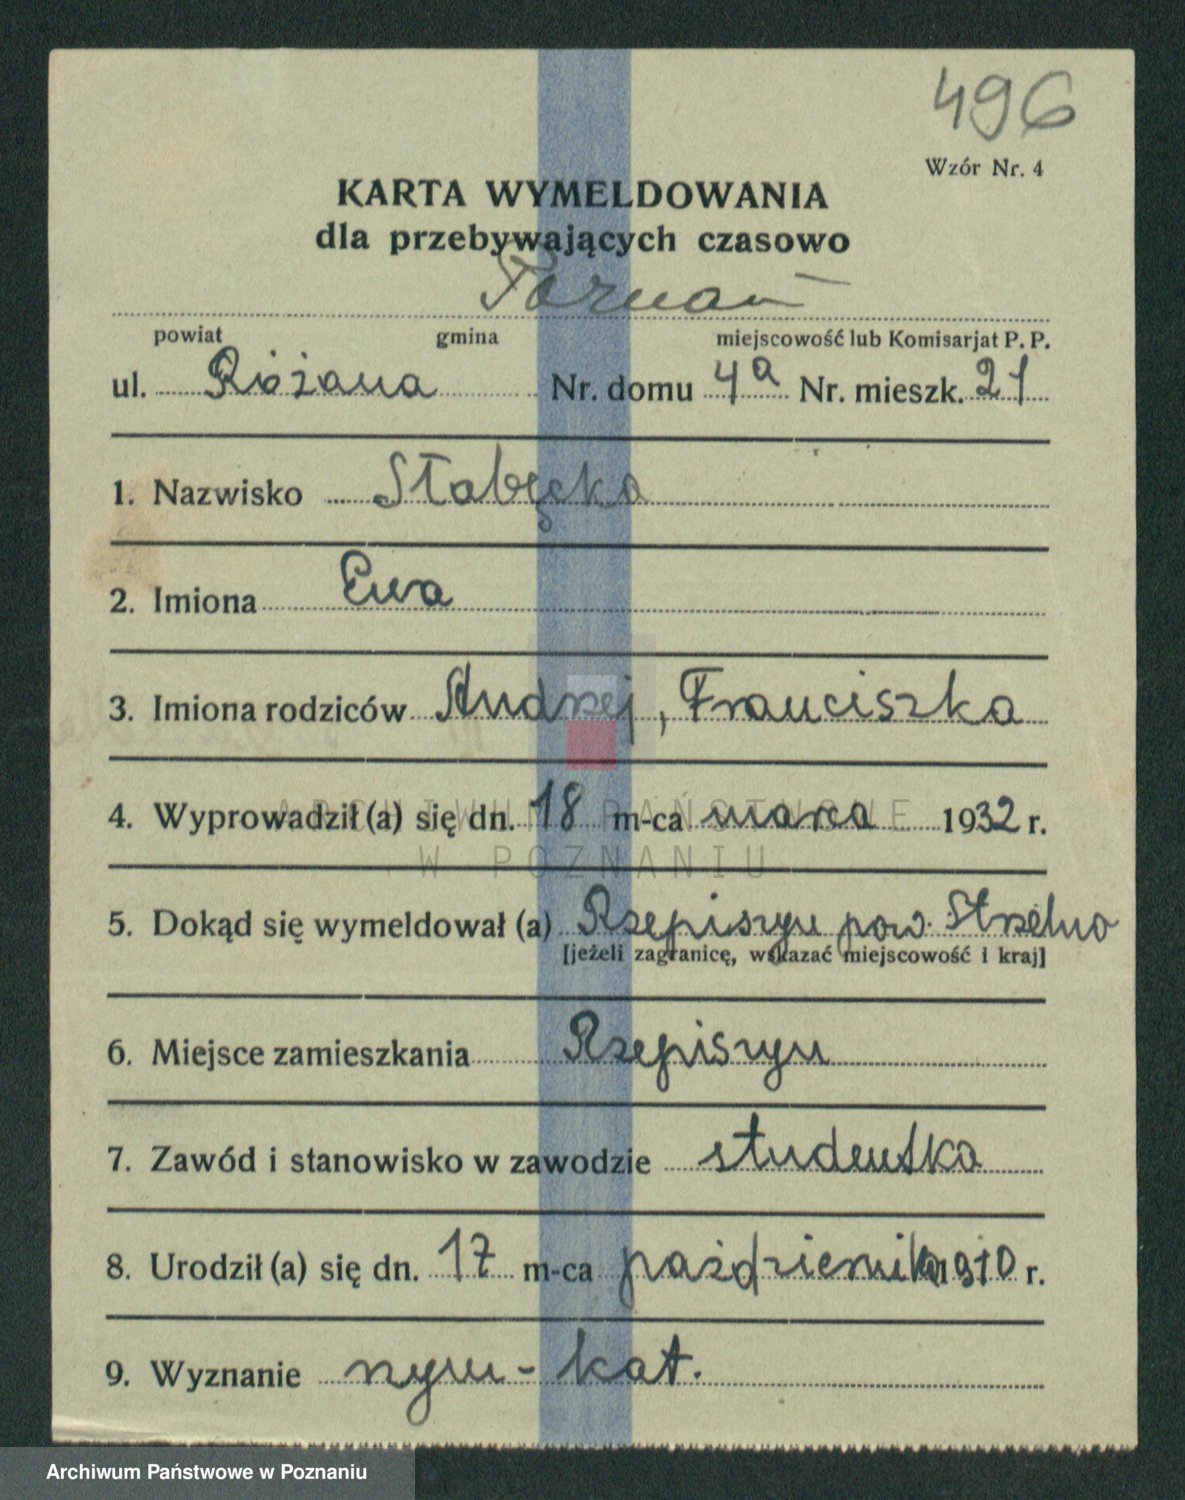 496
Wzór Nr. 4
KARTA WYMELDOWANIA
dla przebywających czasowo
Poznań
powiat gmina miejscowość lub Komisarjat P. P.
ul. Różana Nr. domu 4a Nr. mieszk. 21
1. Nazwisko Słabęcka
2. Imiona Ewa
3. Imiona rodziców Andrzej, Franciszka
4. Wyprowadził (a) się dn. 18 m-ca marca 1932 r.
ARCHIWUM PAŃSTWOWE
W POZNANIU
5. Dokąd się wymeldował (a) Rzepiszyn pow. Strzelno
[jeżeli zagranicę, wskazać miejscowość i kraj]
6. Miejsce zamieszkania Rzepiszyn
7. Zawód i stanowisko w zawodzie studentka
8. Urodził (a) się dn. 17 m-ca października 1910 r.
9. Wyznanie rzym-kat.
Archiwum Państwowe w Poznaniu